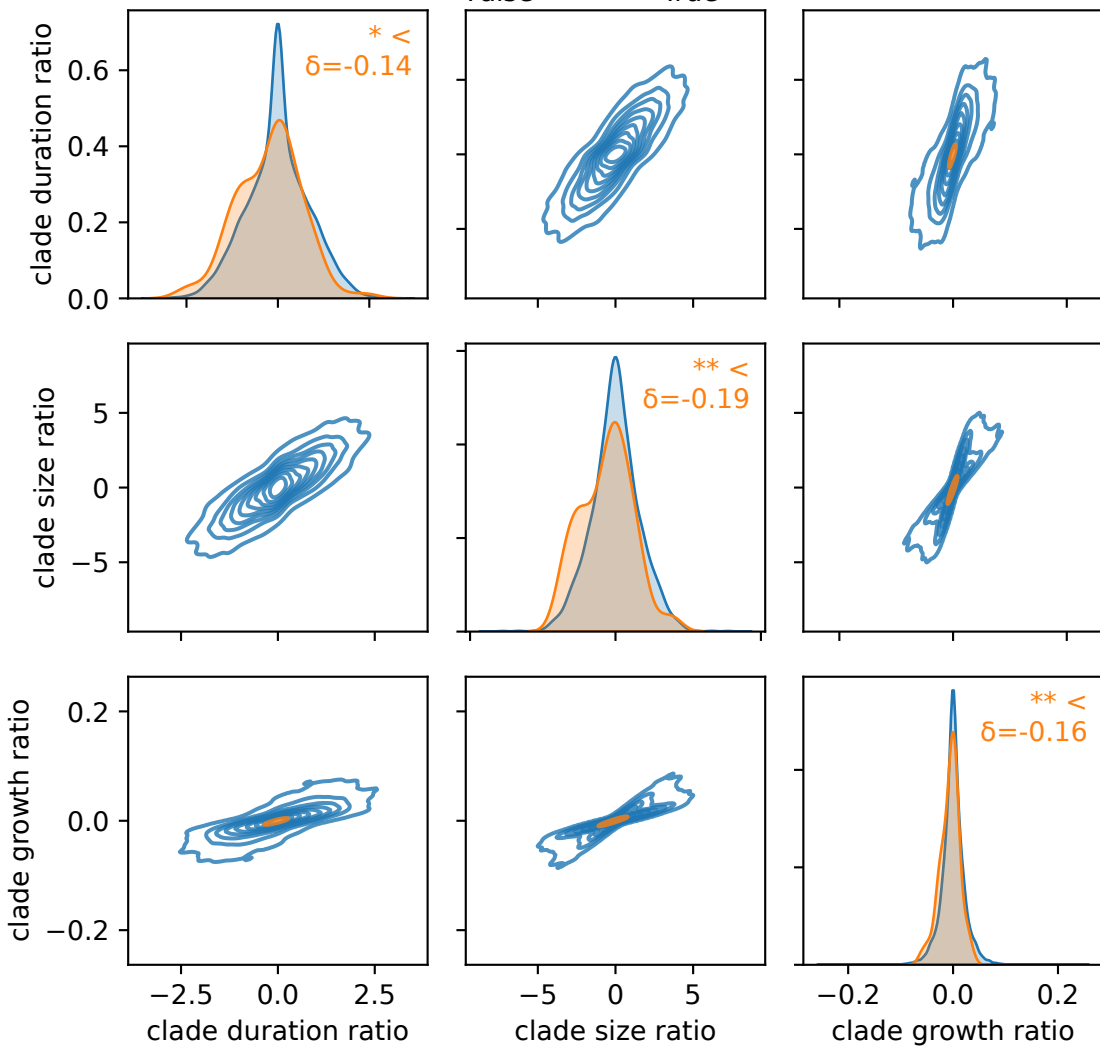 clade duration ratio
0.6
0.4
0.2
0.0
* <
δ=-0.14
clade size ratio
5
0
−5
** <
δ=-0.19
clade growth ratio
0.2
0.0
−0.2
** <
δ=-0.16
−2.5 0.0 2.5
clade duration ratio
−5 0 5
clade size ratio
−0.2 0.0 0.2
clade growth ratio